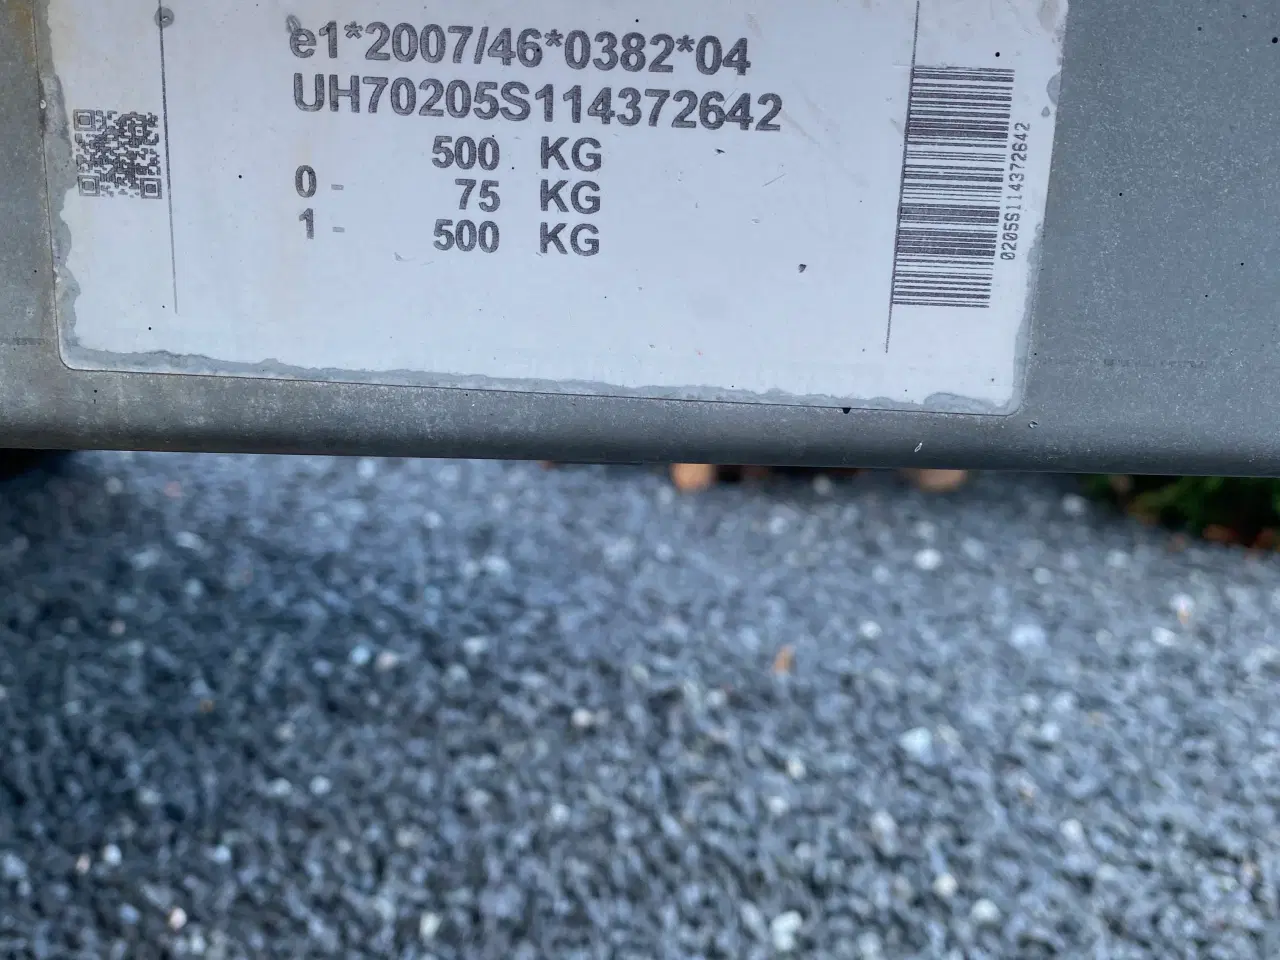 e1*2007/46*0382*04
UH70205S114372642
500 KG
0 - 75 KG
1 - 500 KG
0205S114372642